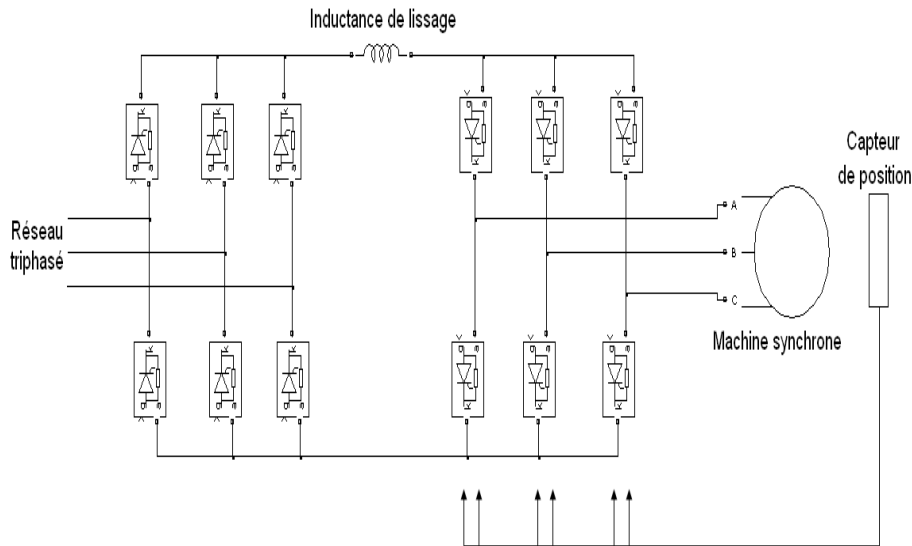 Inductance de lissage
Capteur
de position
Réseau
triphasé
A
B
C
Machine synchrone